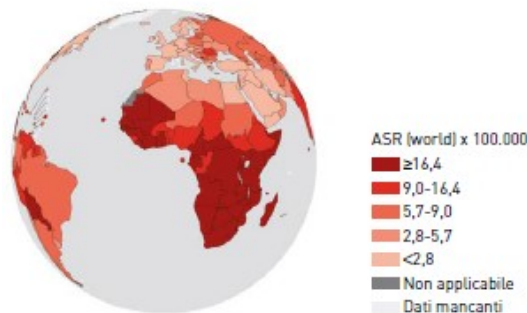 ASR (world) x 100.000
≥16,4
9,0-16,4
5,7-9,0
2,8-5,7
<2,8
Non applicabile
Dati mancanti